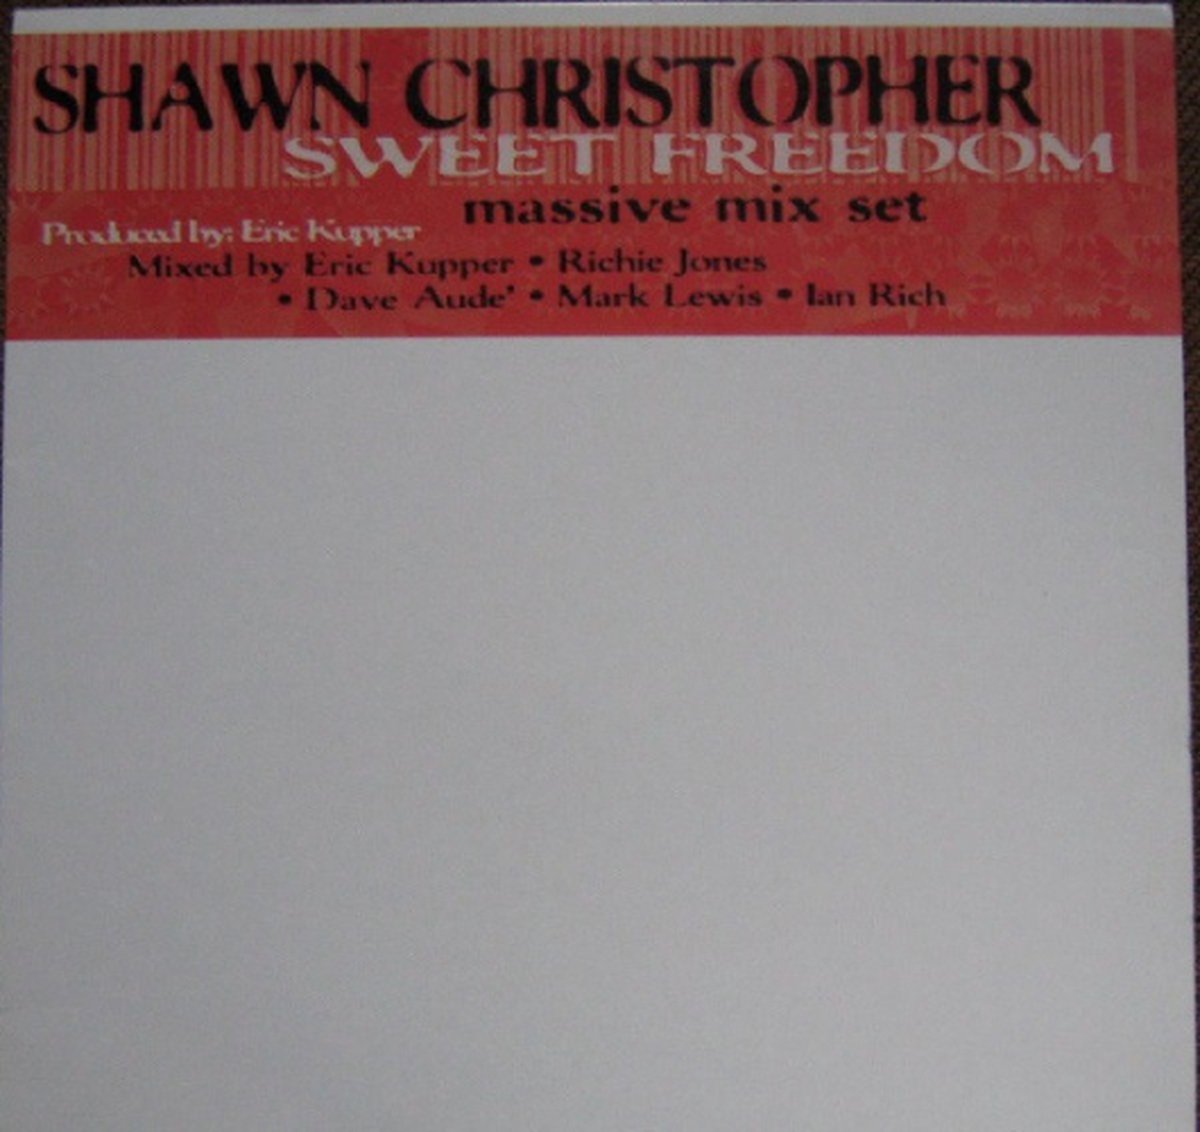 SHAWN CHRISTOPHER
SWEET FREEDOM
massive mix set
Produced by: Eric Kupper
Mixed by Eric Kupper • Richie Jones
• Dave Aude' • Mark Lewis • Ian Rich